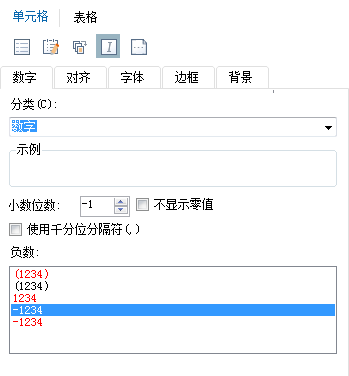 单元格 表格
数字 对齐 字体 边框 背景
分类(C):
数字
示例
小数位数: -1 不显示零值
使用千分位分隔符(,)
负数:
(1234)
(1234)
1234
-1234
-1234